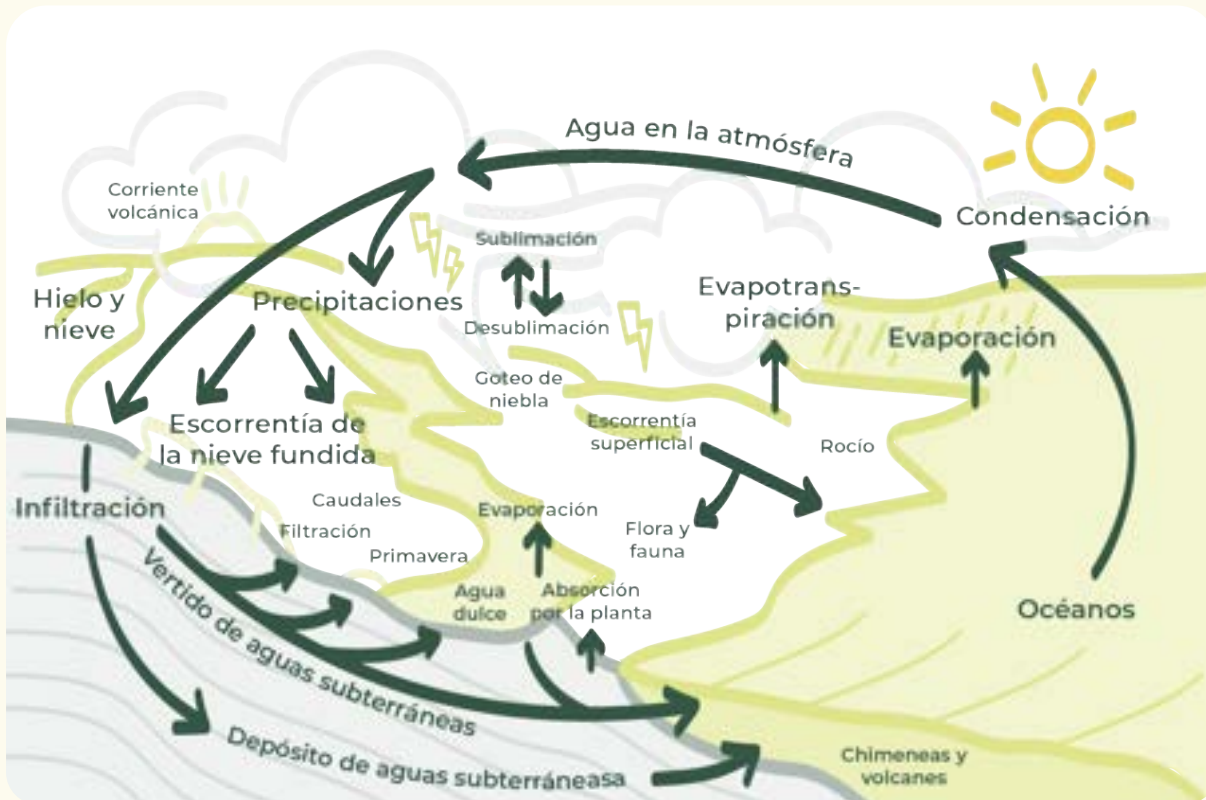 Agua en la atmósfera
Corriente
volcánica
Condensación
Sublimación
Hielo y
nieve
Precipitaciones
Evapotrans-
piración
Desublimación
Evaporación
Goteo de
niebla
Escorrentía de
la nieve fundida
Escorrentía
superficial
Rocío
Caudales
Infiltración
Filtración
Evaporación
Flora y
fauna
Primavera
Agua
dulce
Absorción
por la planta
Océanos
Vertido de aguas subterráneas
Depósito de aguas subterráneasa
Chimeneas y
volcanes